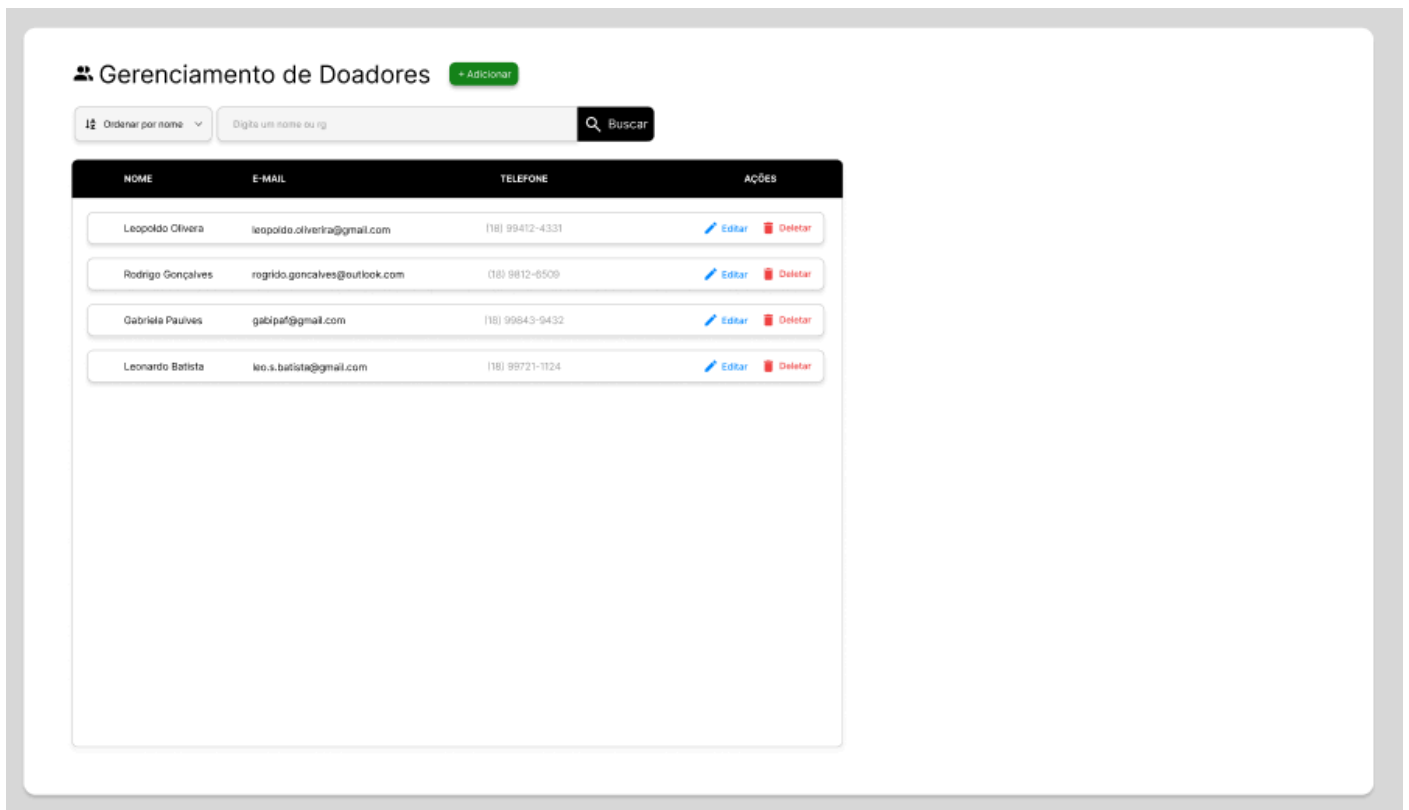 Gerenciamento de Doadores + Adicionar
Ordenar por nome Digite um nome ou rg Buscar
NOME E-MAIL TELEFONE AÇÕES
Leopoldo Olivera leopoldo.oliverira@gmail.com (18) 99412-4331 Editar Deletar
Rodrigo Gonçalves rogrido.goncalves@outlook.com (18) 9812-6509 Editar Deletar
Gabriela Paulves gabipaf@gmail.com (18) 99843-9432 Editar Deletar
Leonardo Batista leo.s.batista@gmail.com (18) 99721-1124 Editar Deletar